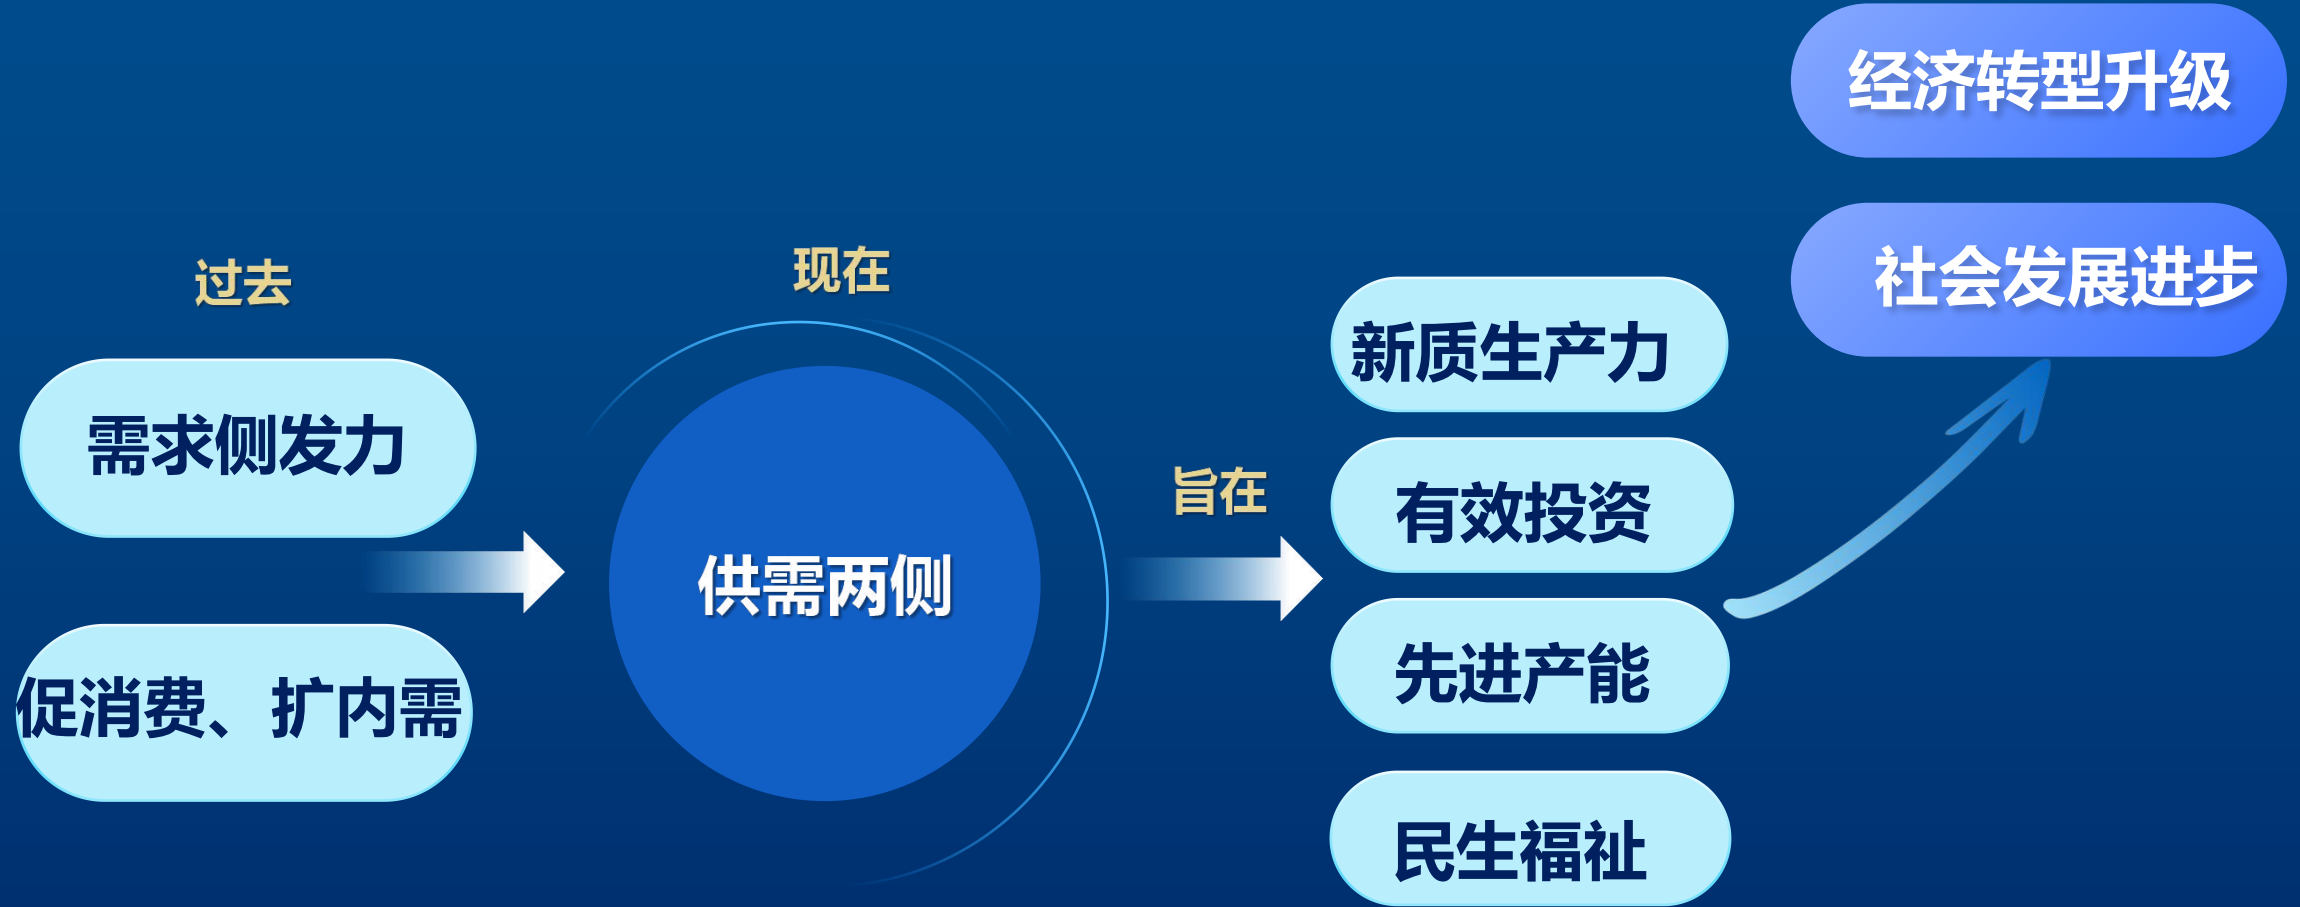 过去
需求侧发力
促消费、扩内需
现在
供需两侧
旨在
新质生产力
有效投资
先进产能
民生福祉
经济转型升级
社会发展进步